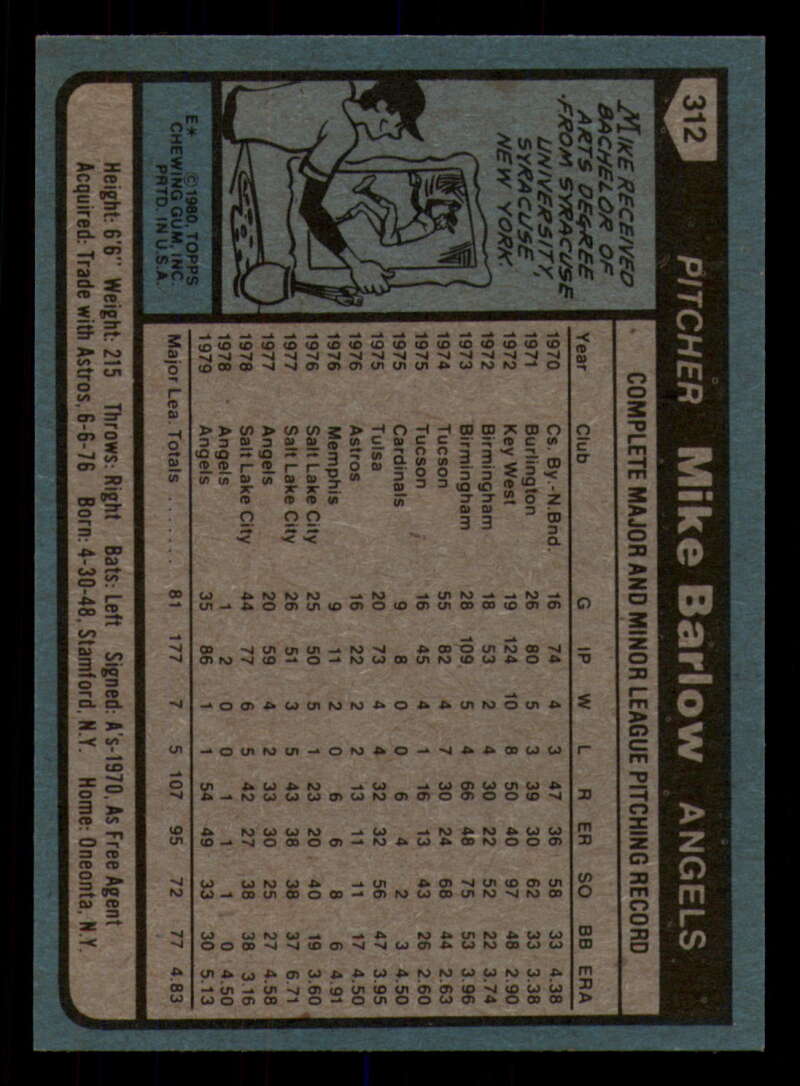 312
PITCHER Mike Barlow ANGELS
MIKE RECEIVED
BACHELOR OF
ARTS DEGREE
FROM SYRACUSE
UNIVERSITY,
SYRACUSE,
NEW YORK.
E* ©1980, TOPPS
CHEWING GUM, INC.
PRTD. IN U.S.A.
COMPLETE MAJOR AND MINOR LEAGUE PITCHING RECORD
Year Club G IP W L R ER SO BB ERA
1970 Cs. By.-N.Bnd. 16 74 4 3 47 36 58 33 4.38
1971 Burlington 26 80 5 3 39 30 62 33 3.38
1972 Key West 19 124 10 8 50 40 97 48 2.90
1972 Birmingham 18 53 2 4 30 22 52 22 3.74
1973 Birmingham 28 109 5 4 66 48 75 53 3.96
1974 Tucson 55 82 4 7 30 24 68 44 2.63
1975 Tucson 16 45 4 1 16 13 43 26 2.60
1975 Cardinals 9 8 0 0 6 4 2 3 4.50
1975 Tulsa 20 73 4 4 32 32 56 47 3.95
1976 Astros 16 22 2 2 13 11 11 17 4.50
1976 Memphis 9 11 2 0 6 6 8 6 4.91
1976 Salt Lake City 25 50 5 1 23 20 40 19 3.60
1977 Salt Lake City 26 51 3 5 43 38 38 37 6.71
1977 Angels 20 59 4 2 33 30 25 27 4.58
1978 Salt Lake City 44 77 6 5 42 27 38 38 3.16
1978 Angels 1 2 0 0 1 1 1 0 4.50
1979 Angels 35 86 1 1 54 49 33 30 5.13
Major Lea. Totals ....... 81 177 7 5 107 95 72 77 4.83
Height: 6'6" Weight: 215 Throws: Right Bats: Left Signed: A's-1970, As Free Agent
Acquired: Trade with Astros, 6-6-76 Born: 4-30-48, Stamford, N.Y. Home: Oneonta, N.Y.